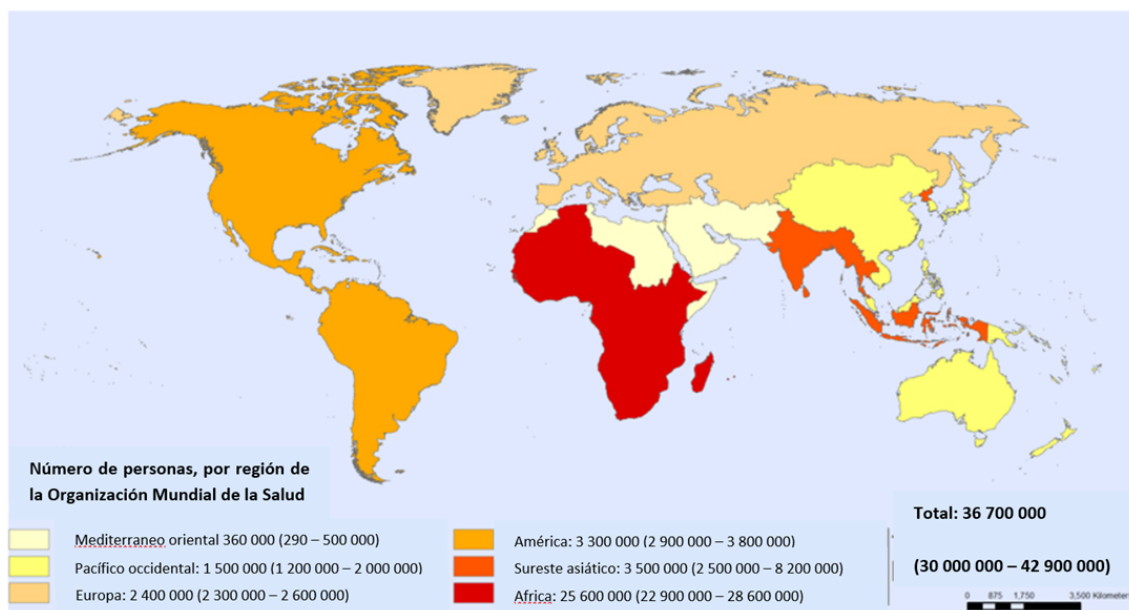 Número de personas, por región de
la Organización Mundial de la Salud
Mediterraneo oriental 360 000 (290 – 500 000)
Pacífico occidental: 1 500 000 (1 200 000 – 2 000 000)
Europa: 2 400 000 (2 300 000 – 2 600 000)
América: 3 300 000 (2 900 000 – 3 800 000)
Sureste asiático: 3 500 000 (2 500 000 – 8 200 000)
Africa: 25 600 000 (22 900 000 – 28 600 000)
Total: 36 700 000
(30 000 000 – 42 900 000)
0 875 1,750 3,500 Kilometers